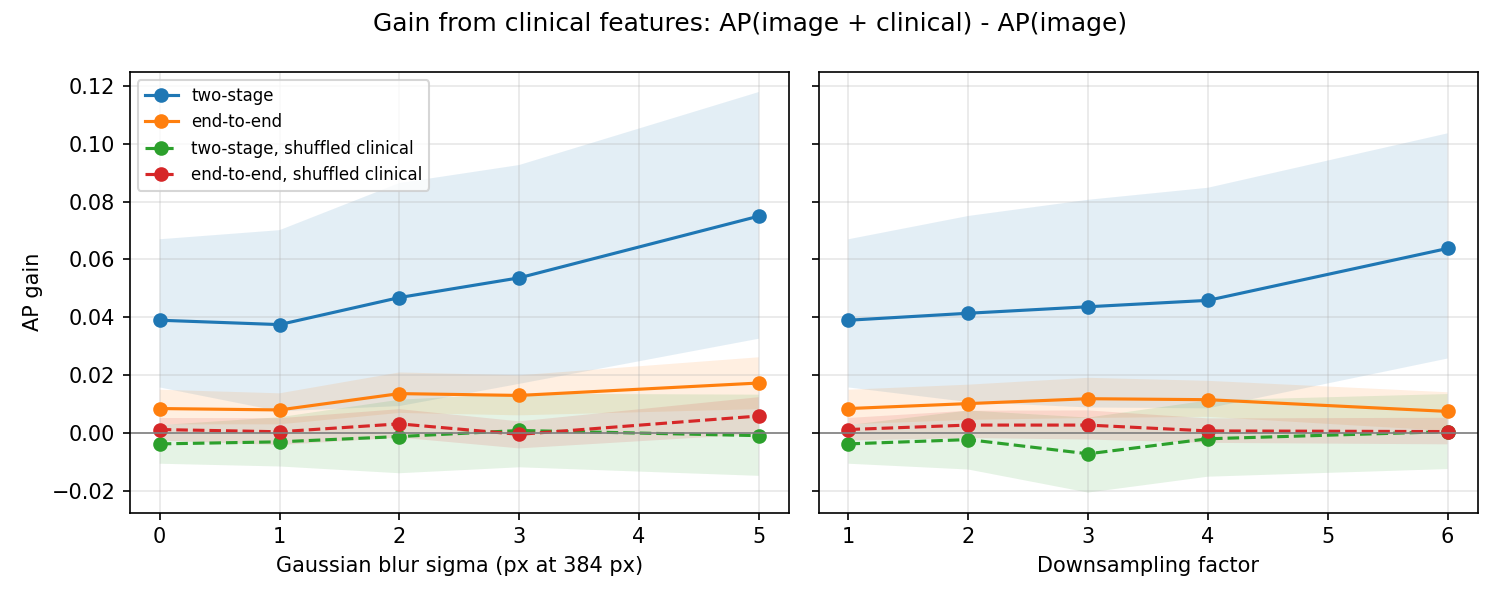 Gain from clinical features: AP(image + clinical) - AP(image)
AP gain
0.12
0.10
0.08
0.06
0.04
0.02
0.00
−0.02
two-stage
end-to-end
two-stage, shuffled clinical
end-to-end, shuffled clinical
0 1 2 3 4 5
Gaussian blur sigma (px at 384 px)
1 2 3 4 5 6
Downsampling factor